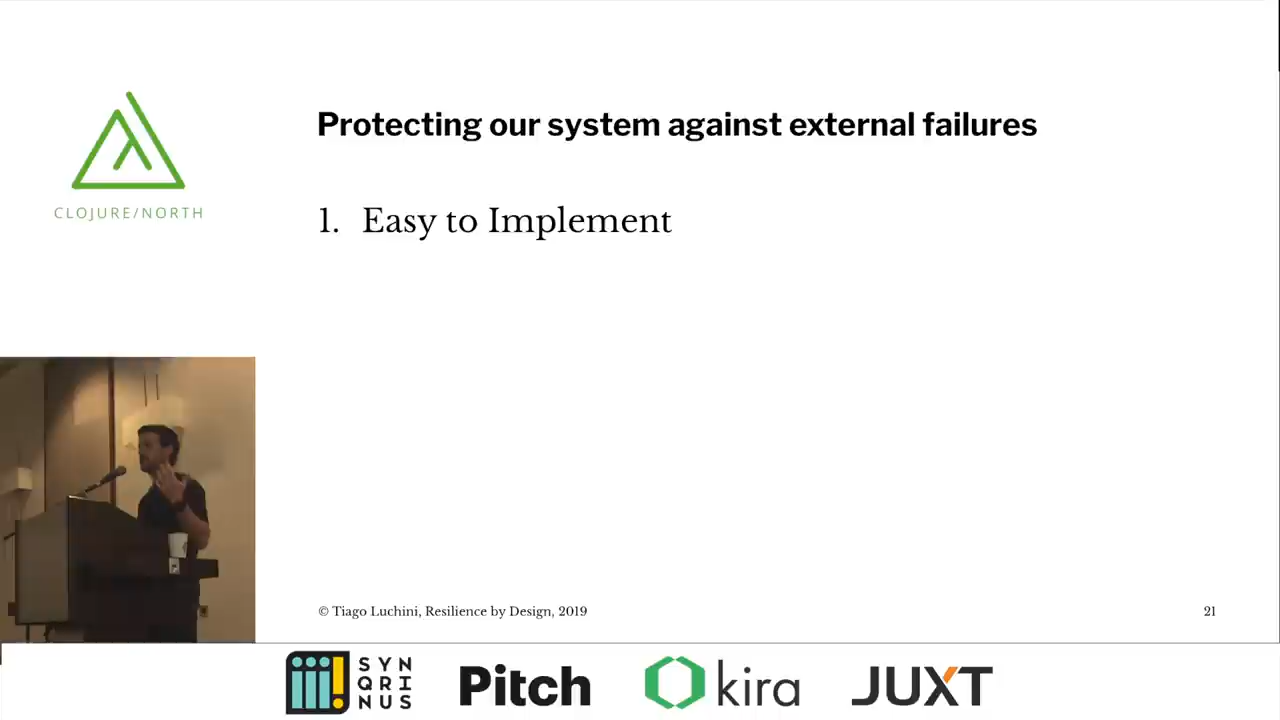 Protecting our system against external failures
CLOJURE/NORTH
1. Easy to Implement
© Tiago Luchini, Resilience by Design, 2019
21
SYN
QRI
NUS
Pitch
kira
JUXT